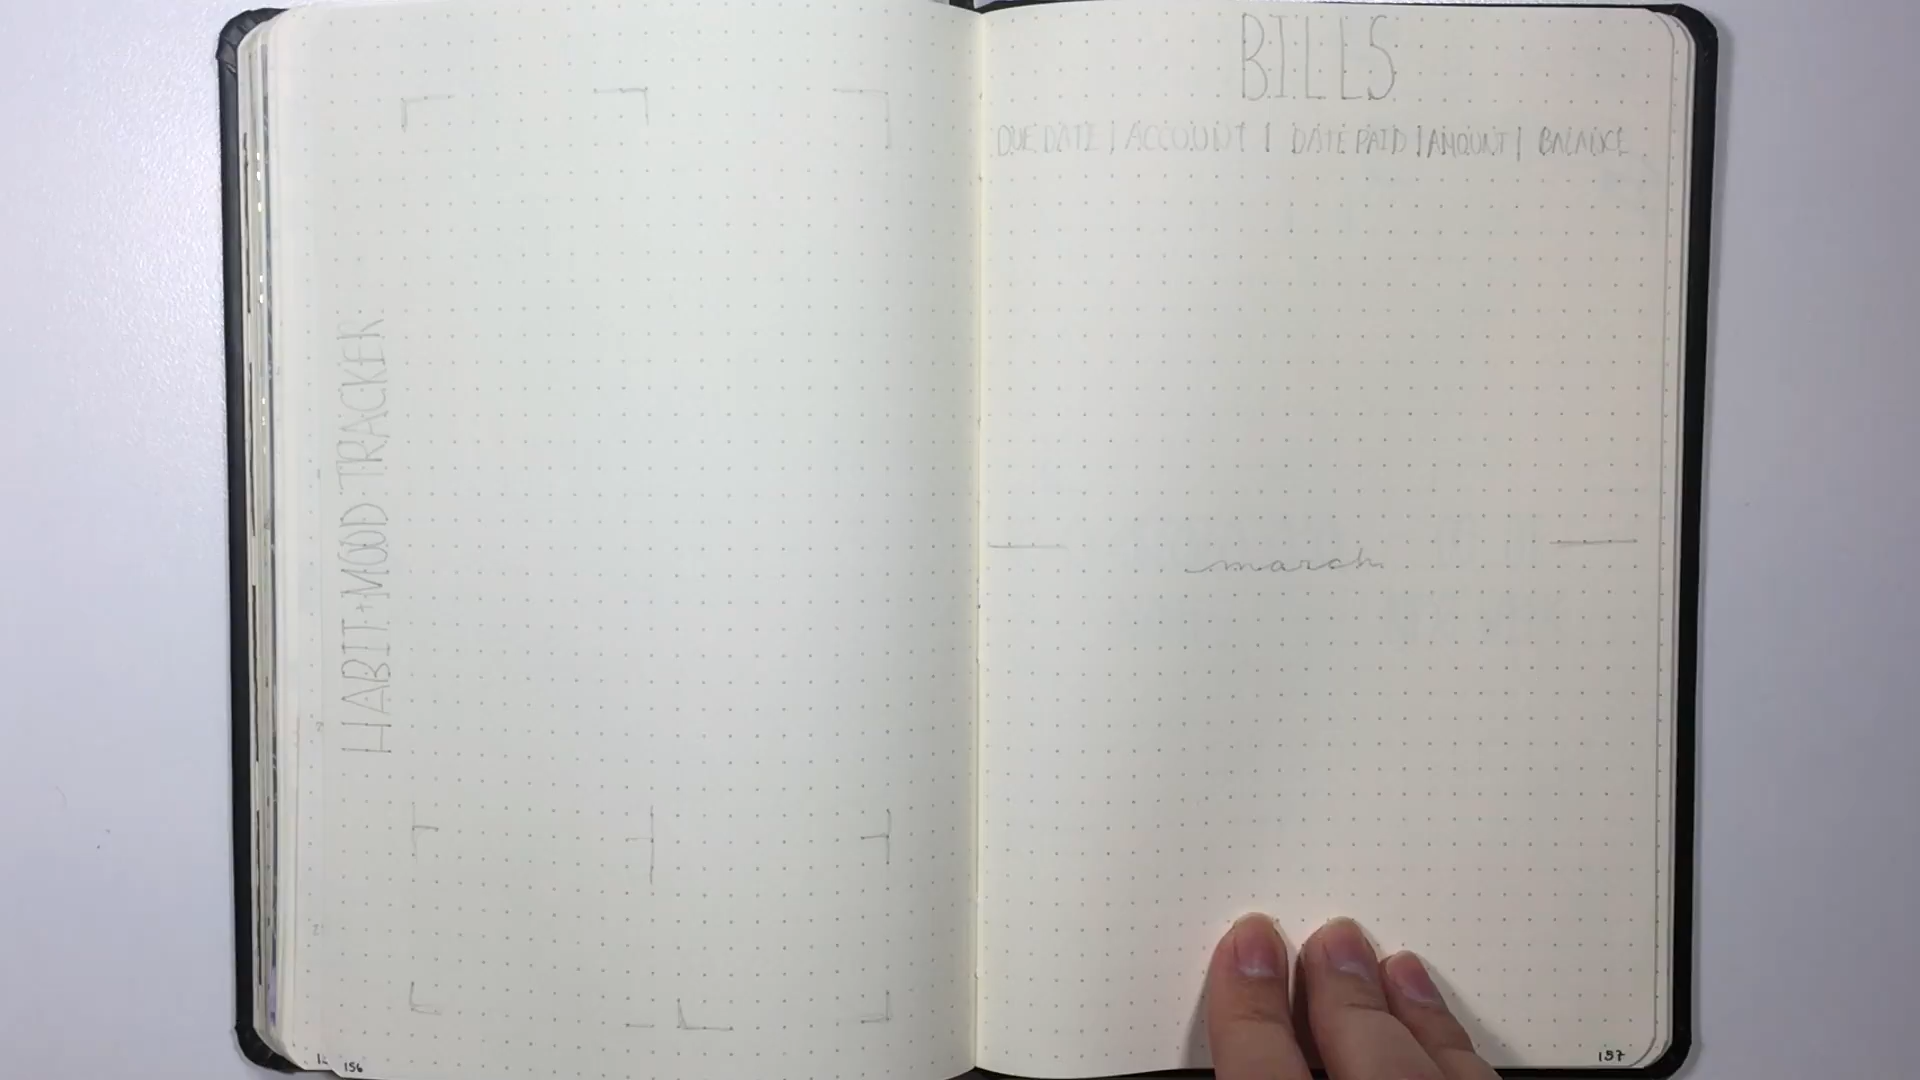 HABIT + MOOD TRACKER
156
BILLS
DUE DATE | ACCOUNT | DATE PAID | AMOUNT | BALANCE
march
157